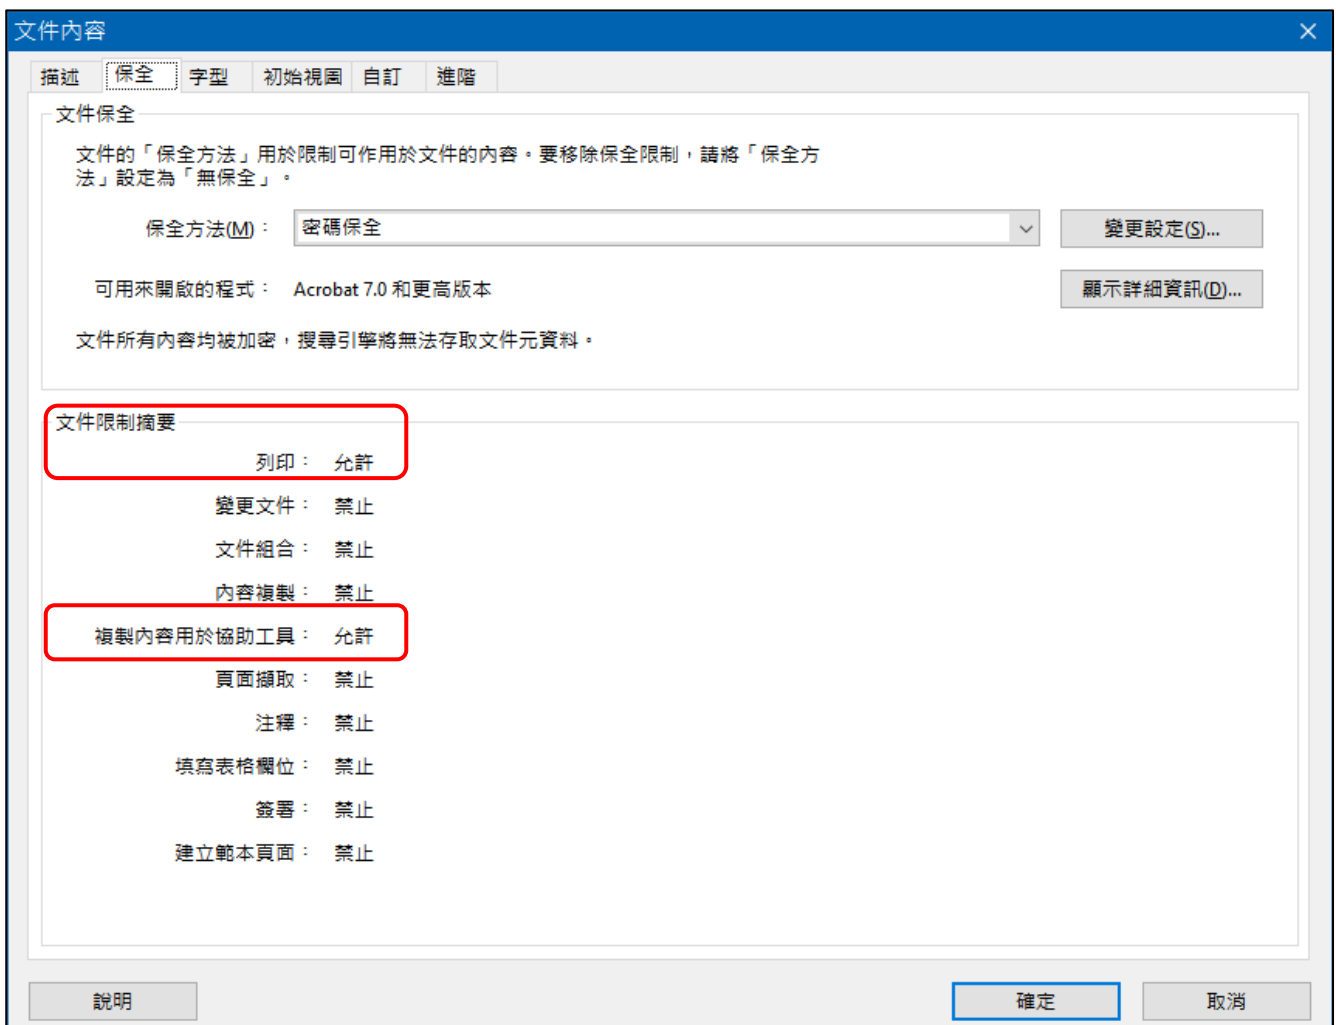 文件內容
描述 保全 字型 初始視圖 自訂 進階
文件保全
文件的「保全方法」用於限制可作用於文件的內容。要移除保全限制，請將「保全方
法」設定為「無保全」。
保全方法(M)： 密碼保全 變更設定(S)...
可用來開啟的程式： Acrobat 7.0 和更高版本 顯示詳細資訊(D)...
文件所有內容均被加密，搜尋引擎將無法存取文件元資料。
文件限制摘要
列印： 允許
變更文件： 禁止
文件組合： 禁止
內容複製： 禁止
複製內容用於協助工具： 允許
頁面擷取： 禁止
注釋： 禁止
填寫表格欄位： 禁止
簽署： 禁止
建立範本頁面： 禁止
說明 確定 取消